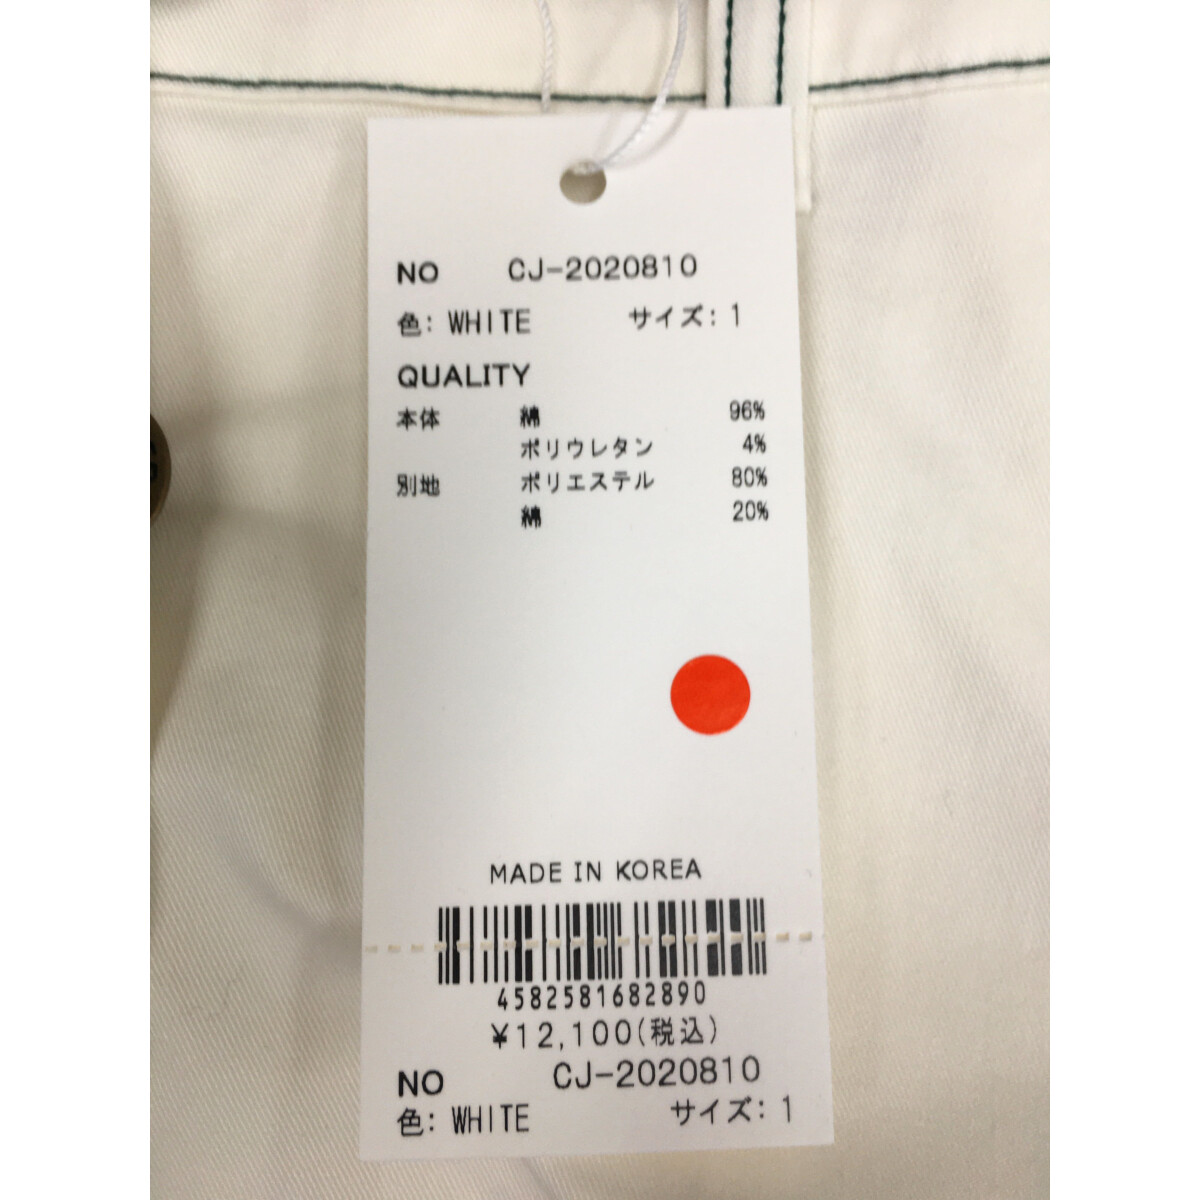 NO CJ-2020810
色: WHITE サイズ: 1
QUALITY
本体 綿 96%
ポリウレタン 4%
別地 ポリエステル 80%
綿 20%
MADE IN KOREA
4582581682890
¥12,100(税込)
NO CJ-2020810
色: WHITE サイズ: 1